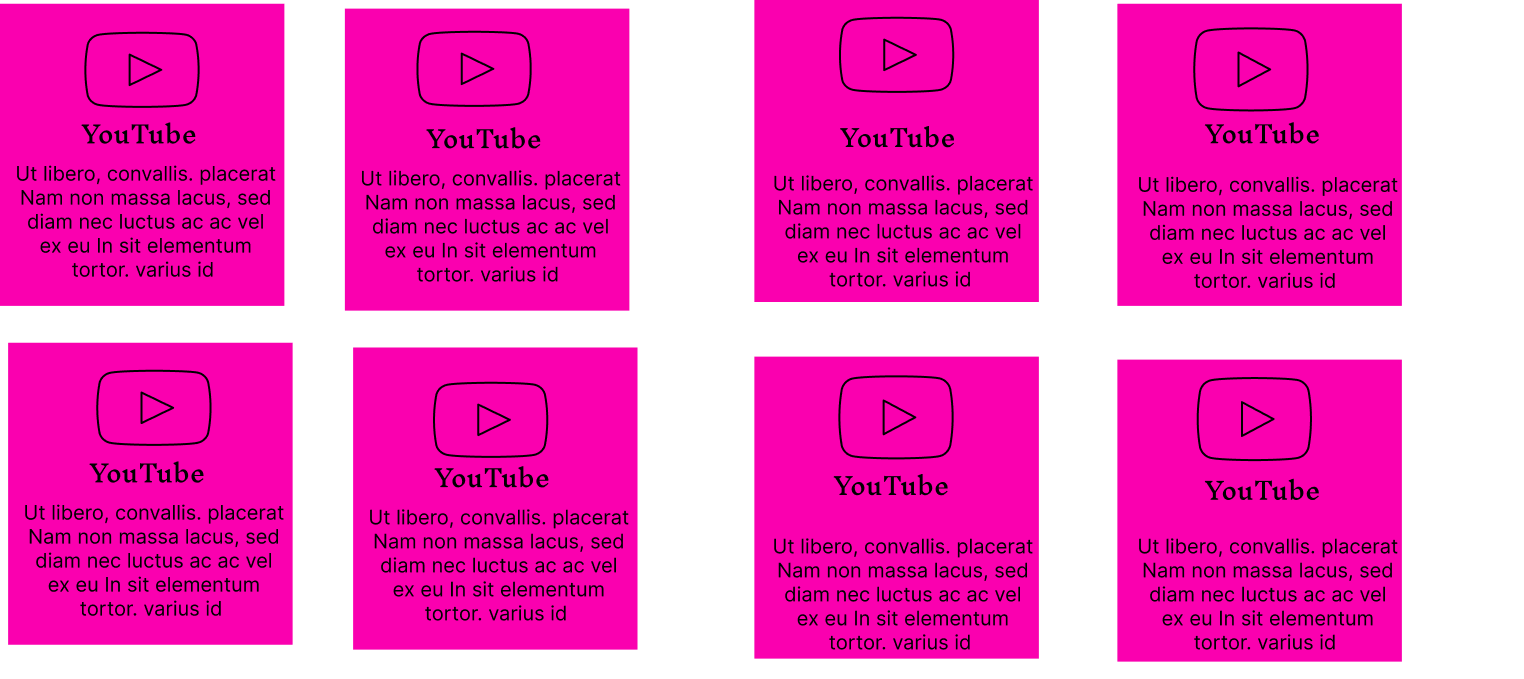 YouTube
Ut libero, convallis. placerat
Nam non massa lacus, sed
diam nec luctus ac ac vel
ex eu In sit elementum
tortor. varius id
YouTube
Ut libero, convallis. placerat
Nam non massa lacus, sed
diam nec luctus ac ac vel
ex eu In sit elementum
tortor. varius id
YouTube
Ut libero, convallis. placerat
Nam non massa lacus, sed
diam nec luctus ac ac vel
ex eu In sit elementum
tortor. varius id
YouTube
Ut libero, convallis. placerat
Nam non massa lacus, sed
diam nec luctus ac ac vel
ex eu In sit elementum
tortor. varius id
YouTube
Ut libero, convallis. placerat
Nam non massa lacus, sed
diam nec luctus ac ac vel
ex eu In sit elementum
tortor. varius id
YouTube
Ut libero, convallis. placerat
Nam non massa lacus, sed
diam nec luctus ac ac vel
ex eu In sit elementum
tortor. varius id
YouTube
Ut libero, convallis. placerat
Nam non massa lacus, sed
diam nec luctus ac ac vel
ex eu In sit elementum
tortor. varius id
YouTube
Ut libero, convallis. placerat
Nam non massa lacus, sed
diam nec luctus ac ac vel
ex eu In sit elementum
tortor. varius id